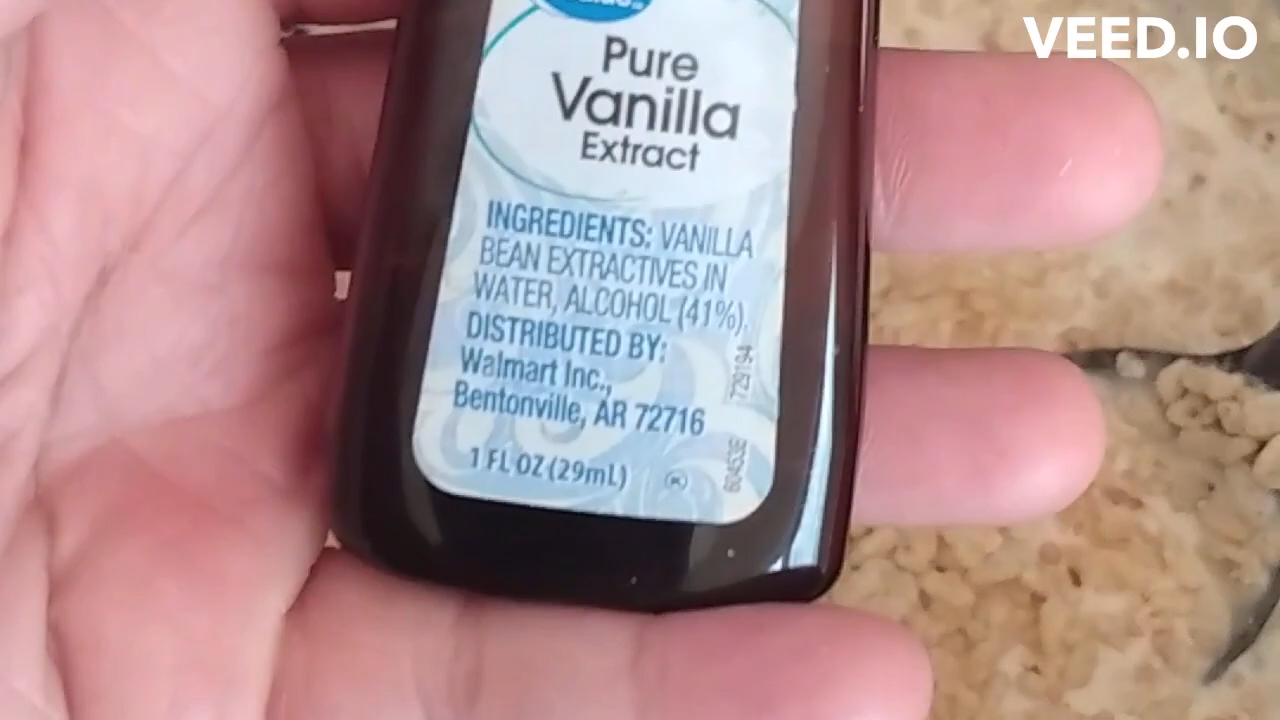 VEED.IO
Pure
Vanilla
Extract
INGREDIENTS: VANILLA
BEAN EXTRACTIVES IN
WATER, ALCOHOL (41%).
DISTRIBUTED BY:
Walmart Inc.,
Bentonville, AR 72716
1 FL OZ (29mL)
729194
60453E